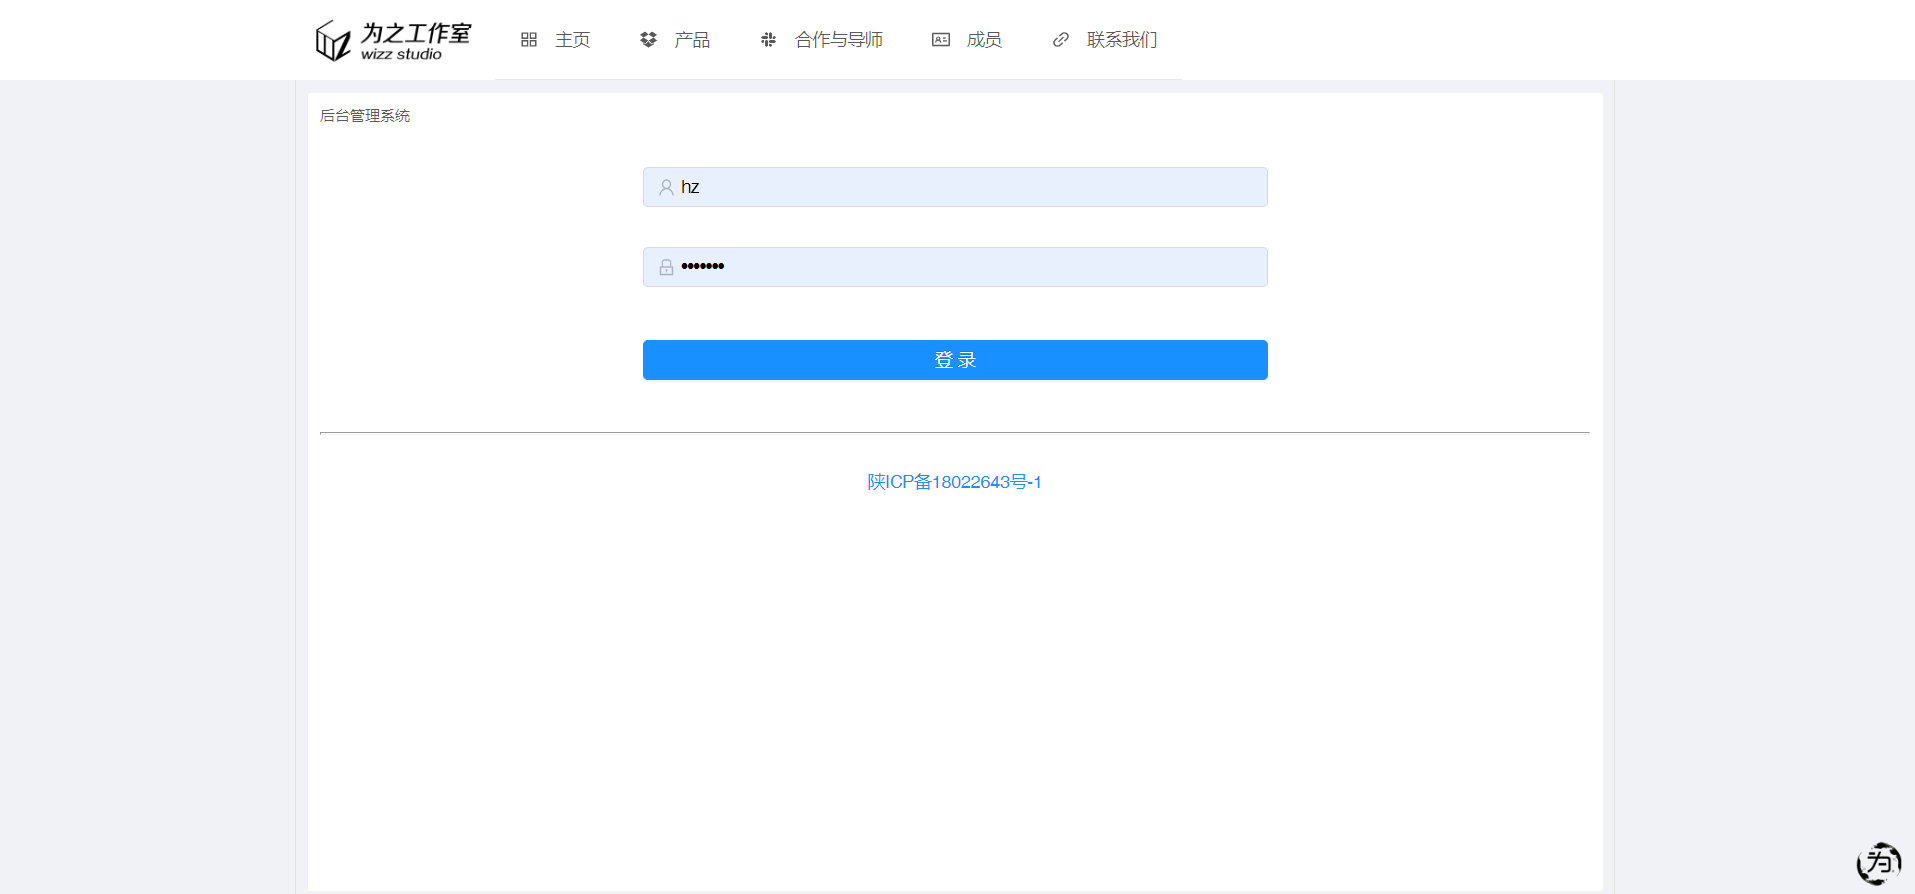 为之工作室
wizz studio
主页
产品
合作与导师
成员
联系我们
后台管理系统
hz
•••••••
登 录
陕ICP备18022643号-1
为